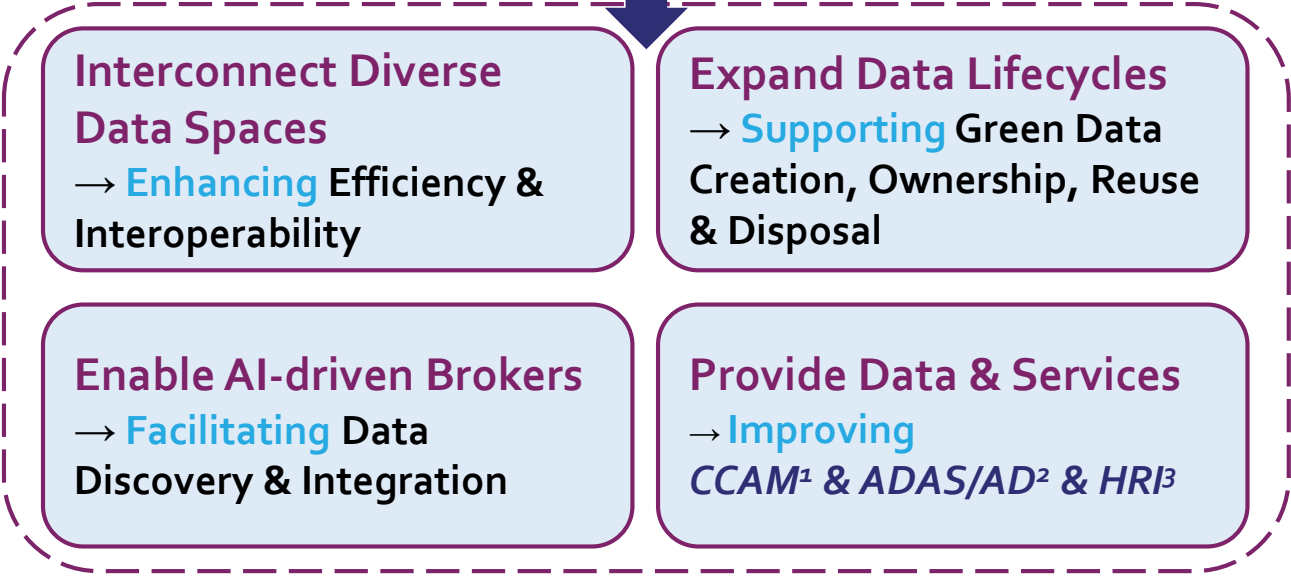 Interconnect Diverse
Data Spaces
→ Enhancing Efficiency &
Interoperability
Expand Data Lifecycles
→ Supporting Green Data
Creation, Ownership, Reuse
& Disposal
Enable AI-driven Brokers
→ Facilitating Data
Discovery & Integration
Provide Data & Services
→ Improving
CCAM¹ & ADAS/AD² & HRI³